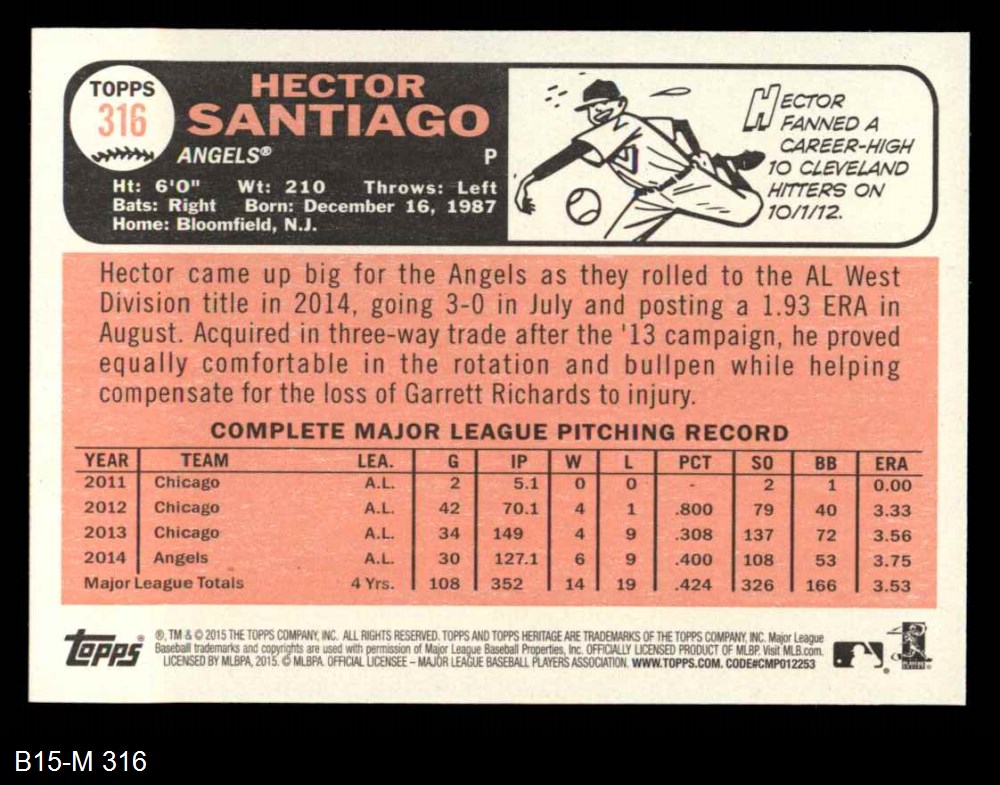 TOPPS
316
HECTOR
SANTIAGO
ANGELS® P
Ht: 6'0" Wt: 210 Throws: Left
Bats: Right Born: December 16, 1987
Home: Bloomfield, N.J.
HECTOR
FANNED A
CAREER-HIGH
10 CLEVELAND
HITTERS ON
10/1/12.
Hector came up big for the Angels as they rolled to the AL West
Division title in 2014, going 3-0 in July and posting a 1.93 ERA in
August. Acquired in three-way trade after the '13 campaign, he proved
equally comfortable in the rotation and bullpen while helping
compensate for the loss of Garrett Richards to injury.
COMPLETE MAJOR LEAGUE PITCHING RECORD
YEAR TEAM LEA. G IP W L PCT SO BB ERA
2011 Chicago A.L. 2 5.1 0 0 - 2 1 0.00
2012 Chicago A.L. 42 70.1 4 1 .800 79 40 3.33
2013 Chicago A.L. 34 149 4 9 .308 137 72 3.56
2014 Angels A.L. 30 127.1 6 9 .400 108 53 3.75
Major League Totals 4 Yrs. 108 352 14 19 .424 326 166 3.53
Topps®
®, TM & © 2015 THE TOPPS COMPANY, INC. ALL RIGHTS RESERVED. TOPPS AND TOPPS HERITAGE ARE TRADEMARKS OF THE TOPPS COMPANY, INC. Major League
Baseball trademarks and copyrights are used with permission of Major League Baseball Properties, Inc. OFFICIALLY LICENSED PRODUCT OF MLBP. Visit MLB.com.
LICENSED BY MLBPA, 2015. © MLBPA. OFFICIAL LICENSEE – MAJOR LEAGUE BASEBALL PLAYERS ASSOCIATION. WWW.TOPPS.COM. CODE#CMP012253
B15-M 316